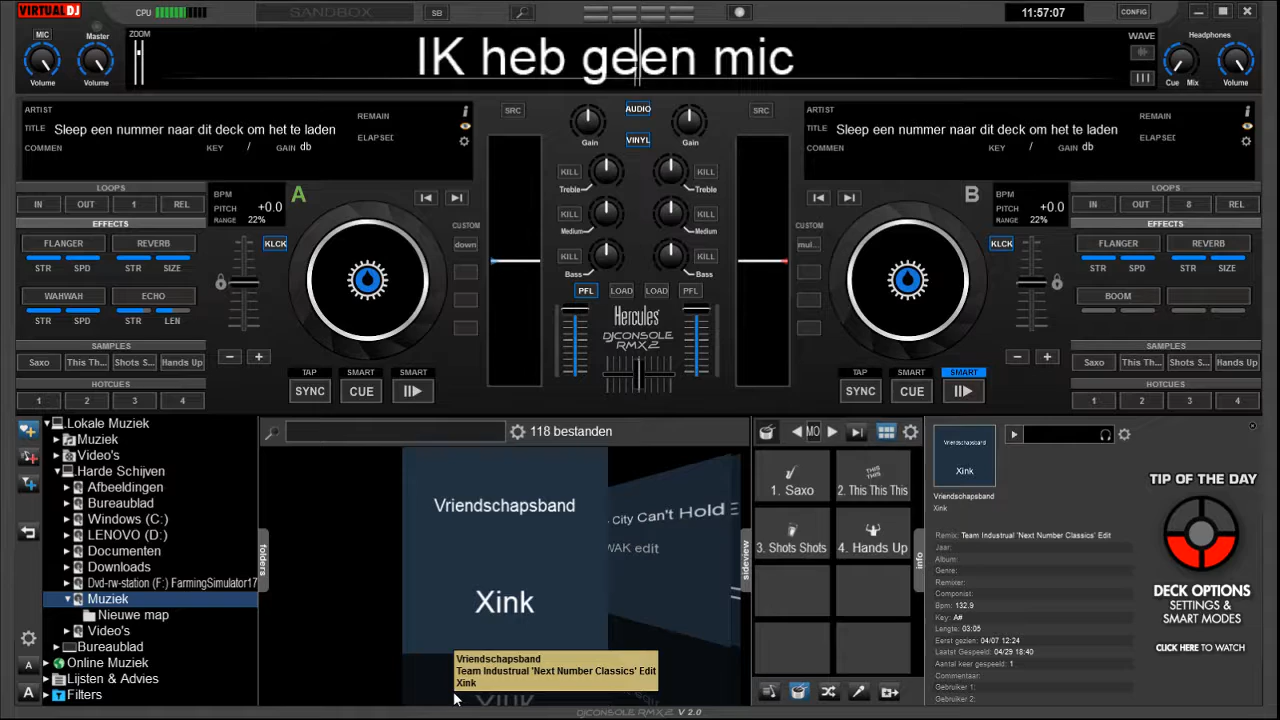 VIRTUALDJ
CPU
SANDBOX
SB
11:57:07
CONFIG
MIC
Master
ZOOM
IK heb geen mic
WAVE
Headphones
Volume
Volume
Cue
Mix
Volume
ARTIST
REMAIN
TITLE Sleep een nummer naar dit deck om het te laden
ELAPSED
COMMEN
KEY / GAIN db
SRC
AUDIO
VINYL
SRC
Gain
Gain
ARTIST
REMAIN
TITLE Sleep een nummer naar dit deck om het te laden
ELAPSED
COMMEN
KEY / GAIN db
LOOPS
IN OUT 1 REL
EFFECTS
FLANGER REVERB
STR SPD STR SIZE
WAHWAH ECHO
STR SPD STR LEN
SAMPLES
Saxo This Th... Shots S... Hands Up
HOTCUES
1 2 3 4
BPM
PITCH +0.0
RANGE 22%
KLCK
A
CUSTOM
down
TAP SMART SMART
SYNC CUE
KILL KILL
Treble Treble
KILL KILL
Medium Medium
KILL KILL
Bass Bass
PFL LOAD LOAD PFL
Hercules
DJCONSOLE
RMX2
CUSTOM
mul...
B
BPM
PITCH +0.0
RANGE 22%
KLCK
TAP SMART SMART
SYNC CUE
LOOPS
IN OUT 8 REL
EFFECTS
FLANGER REVERB
STR SPD STR SIZE
BOOM
SAMPLES
Saxo This Th... Shots S... Hands Up
HOTCUES
1 2 3 4
Lokale Muziek
Muziek
Video's
Harde Schijven
Afbeeldingen
Bureaublad
Windows (C:)
LENOVO (D:)
Documenten
Downloads
Dvd-rw-station (F:) FarmingSimulator17
Muziek
Nieuwe map
Video's
Bureaublad
Online Muziek
Lijsten & Advies
Filters
A
A
folders
118 bestanden
Vriendschapsband
Xink
City Can't Hold
WAK edit
Vriendschapsband
Team Industrual 'Next Number Classics' Edit
Xink
sideview
MO
1. Saxo
2. This This This
3. Shots Shots
4. Hands Up
info
Vriendschapsband
Xink
Vriendschapsband
Xink
Remix: Team Industrual 'Next Number Classics' Edit
Jaar:
Album:
Genre:
Remixer:
Componist:
Bpm: 132.9
Key: A#
Lengte: 03:05
Eerst gezien: 04/07 12:24
Laatst Gespeeld: 04/29 18:40
Aantal keer gespeeld: 1
Commentaar:
Gebruiker 1:
Gebruiker 2:
TIP OF THE DAY
DECK OPTIONS
SETTINGS &
SMART MODES
CLICK HERE TO WATCH
DJCONSOLE RMX2 V 2.0